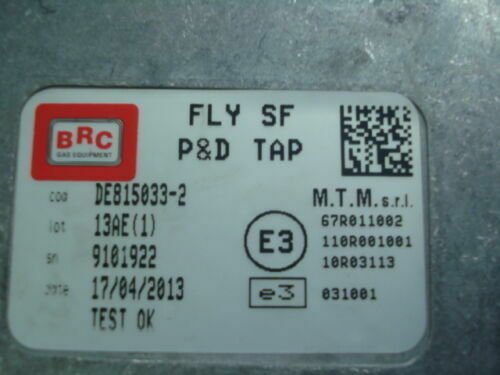 BRC
GAS EQUIPMENT
FLY SF
P&D TAP
cod DE815033-2
lot 13AE(1)
sn 9101922
date 17/04/2013
TEST OK
M.T.M. s.r.l.
E3
67R011002
110R001001
10R03113
e3
031001